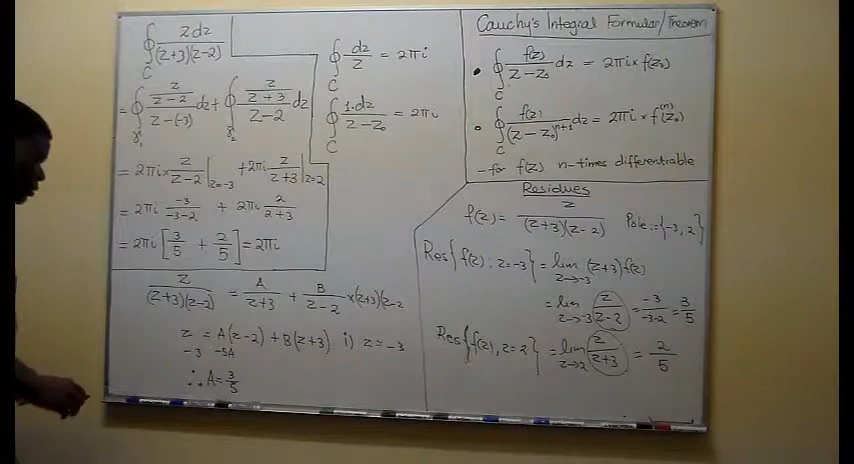 ∮_C z dz / (z+3)(z-2)
= ∮_γ₁ (z/(z-2)) / (z-(-3)) dz + ∮_γ₂ (z/(z+3)) / (z-2) dz
= 2πi × z/(z-2) |_{z=-3} + 2πi z/(z+3) |_{z=2}
= 2πi -3/(-3-2) + 2πi 2/(2+3)
= 2πi [3/5 + 2/5] = 2πi
∮_C dz/z = 2πi
∮_C 1.dz/(z-z₀) = 2πi
z/((z+3)(z-2)) = A/(z+3) + B/(z-2) ×(z+3)(z-2
z = A(z-2) + B(z+3) i) z = -3
-3 -5A
∴ A = 3/5
Cauchy's Integral Formular/Theorem
• ∮_C f(z)/(z-z₀) dz = 2πi × f(z₀)
• ∮_C f(z)/(z-z₀)^{n+1} dz = 2πi × f^{(n)}(z₀)
- for f(z) n-times differentiable
Residues
f(z) = z/((z+3)(z-2)) Pole:={-3, 2}
Res{f(z), z=-3} = lim_{z→-3} (z+3) f(z)
= lim_{z→-3} z/(z-2) = -3/(-3-2) = 3/5
Res{f(z), z=2} = lim_{z→2} z/(z+3) = 2/5